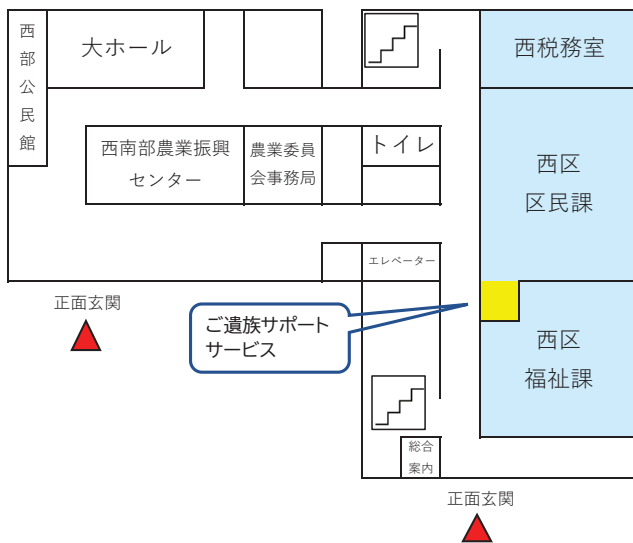 西部公民館
大ホール
西税務室
西南部農業振興
センター
農業委員
会事務局
トイレ
西区
区民課
エレベーター
正面玄関
ご遺族サポート
サービス
西区
福祉課
総合
案内
正面玄関